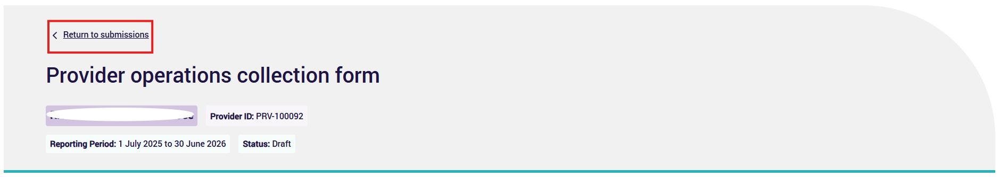 Return to submissions
Provider operations collection form
Provider ID: PRV-100092
Reporting Period: 1 July 2025 to 30 June 2026
Status: Draft